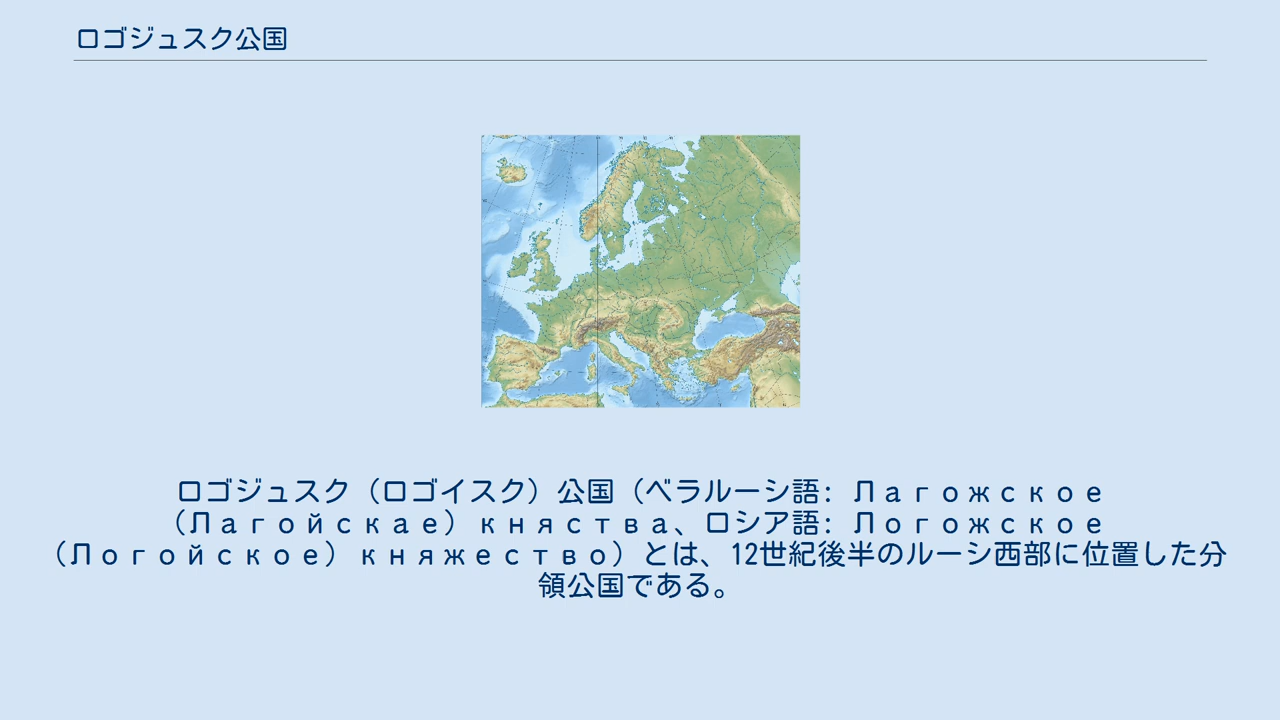 ロゴジュスク公国
ロゴジュスク（ロゴイスク）公国（ベラルーシ語: Лагожское
（Лагойскае）княства、ロシア語: Логожское
（Логойское）княжество）とは、12世紀後半のルーシ西部に位置した分
領公国である。